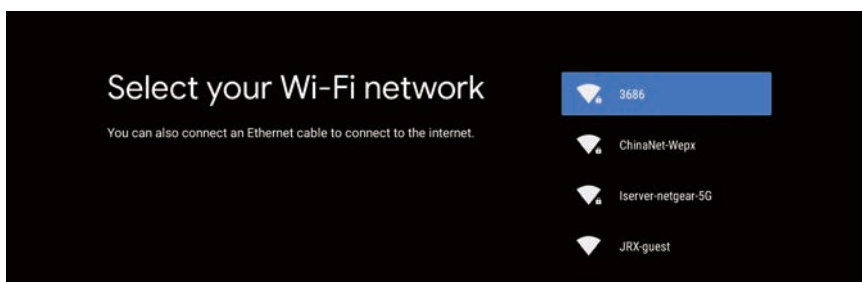 Select your Wi-Fi network
You can also connect an Ethernet cable to connect to the internet.
3686
ChinaNet-Wepx
Iserver-netgear-5G
JRX-guest